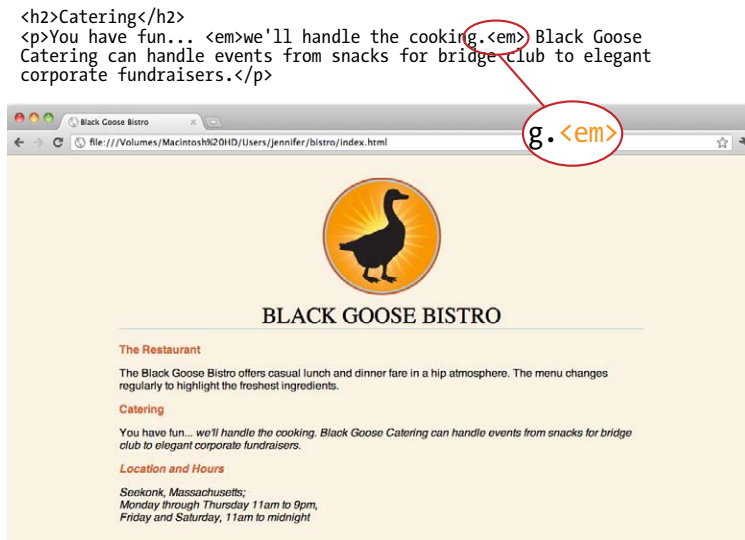 <h2>Catering</h2>
<p>You have fun... <em>we'll handle the cooking.<em> Black Goose
Catering can handle events from snacks for bridge club to elegant
corporate fundraisers.</p>
g.<em>
Black Goose Bistro
file:///Volumes/Macintosh%20HD/Users/jennifer/bistro/index.html
BLACK GOOSE BISTRO
The Restaurant
The Black Goose Bistro offers casual lunch and dinner fare in a hip atmosphere. The menu changes
regularly to highlight the freshest ingredients.
Catering
You have fun... we'll handle the cooking. Black Goose Catering can handle events from snacks for bridge
club to elegant corporate fundraisers.
Location and Hours
Seekonk, Massachusetts;
Monday through Thursday 11am to 9pm,
Friday and Saturday, 11am to midnight